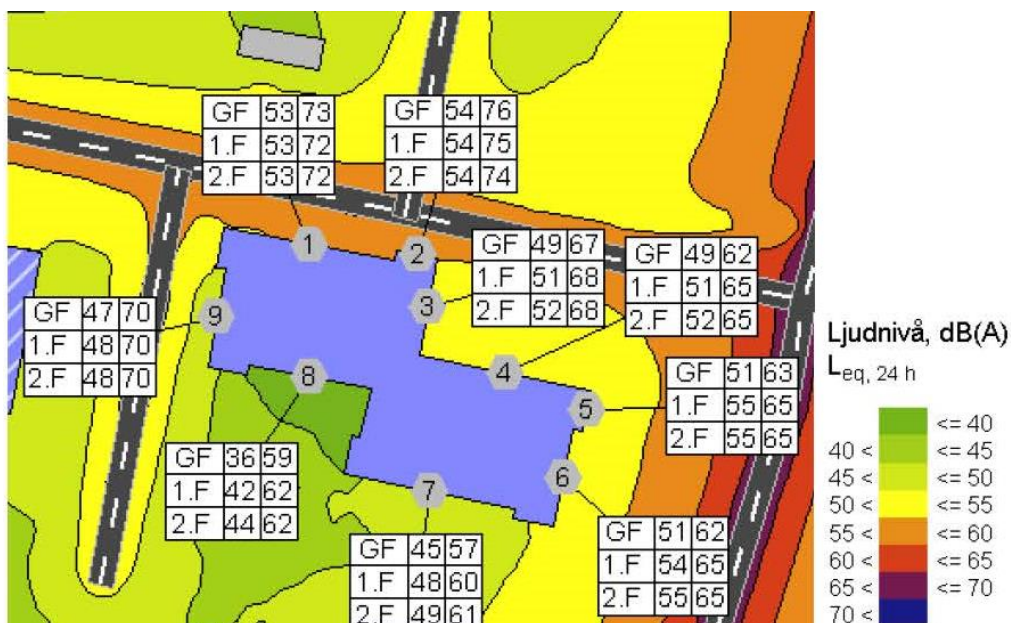 GF 53 73
1.F 53 72
2.F 53 72
GF 54 76
1.F 54 75
2.F 54 74
1
2
GF 49 67
1.F 51 68
2.F 52 68
GF 49 62
1.F 51 65
2.F 52 65
3
GF 47 70
1.F 48 70
2.F 48 70
9
8
4
5
GF 51 63
1.F 55 65
2.F 55 65
GF 36 59
1.F 42 62
2.F 44 62
7
6
GF 45 57
1.F 48 60
2.F 49 61
GF 51 62
1.F 54 65
2.F 55 65
Ljudnivå, dB(A)
Leq, 24 h
<= 40
40 < <= 45
45 < <= 50
50 < <= 55
55 < <= 60
60 < <= 65
65 < <= 70
70 <